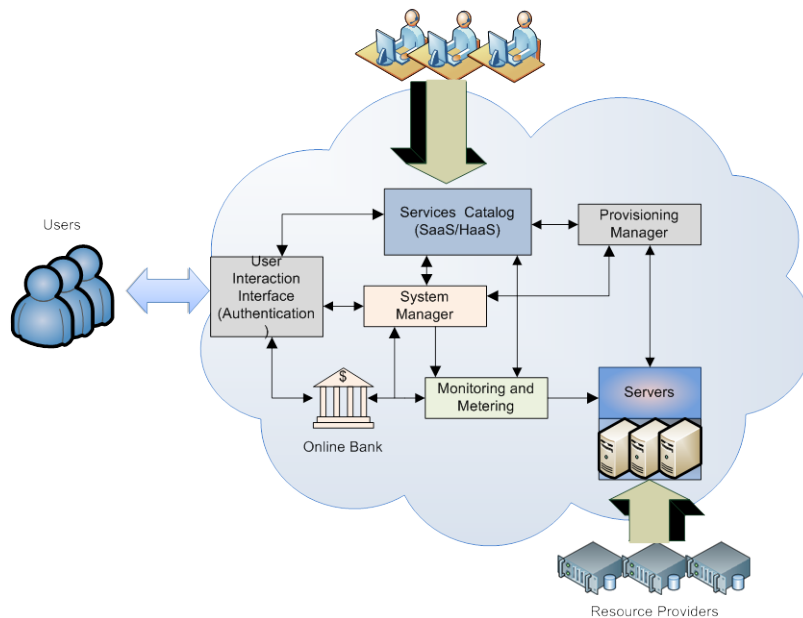 Users
Services Catalog
(SaaS/HaaS)
Provisioning
Manager
User
Interaction
Interface
(Authentication
)
System
Manager
$
Monitoring and
Metering
Servers
Online Bank
Resource Providers